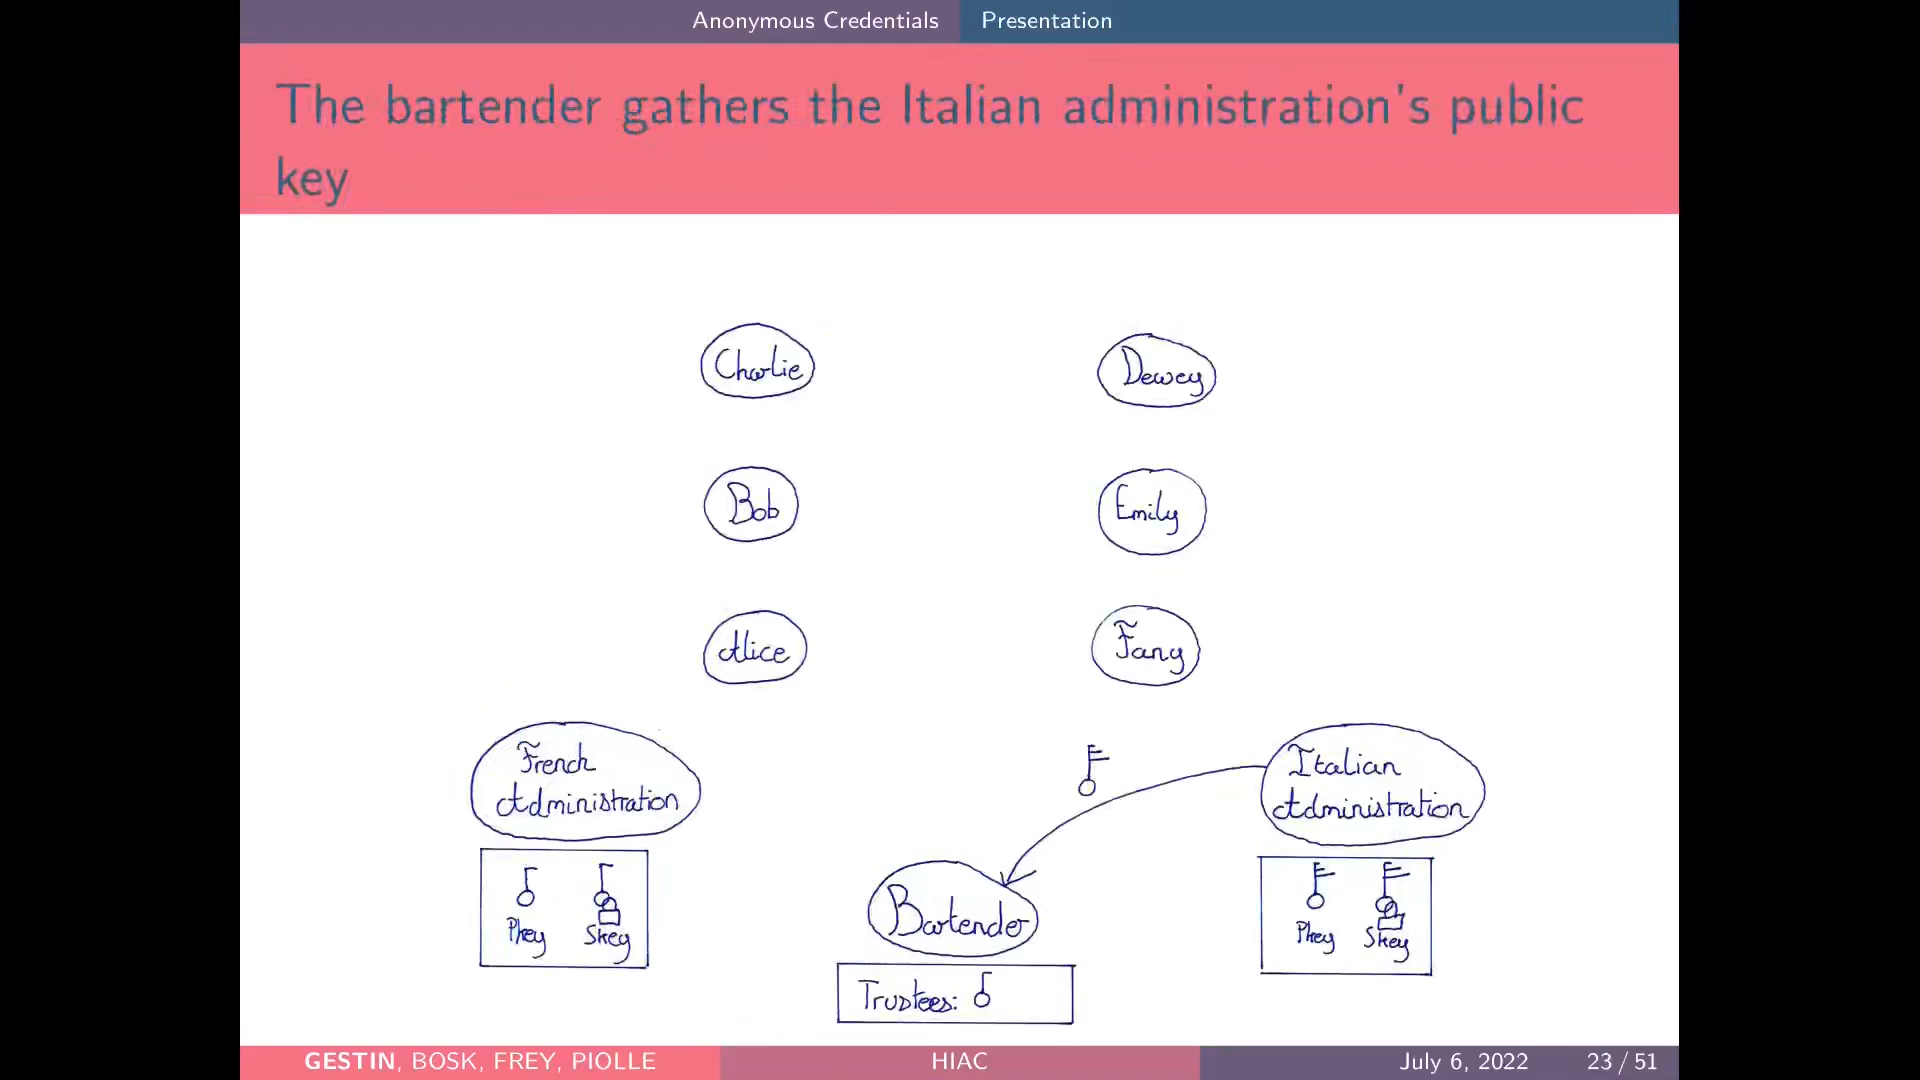 Anonymous Credentials Presentation
The bartender gathers the Italian administration's public
key
Charlie
Dewey
Bob
Emily
Alice
Fany
French
Administration
Italian
Administration
Pkey Skey
Bartender
Pkey Skey
Trustees:
GESTIN, BOSK, FREY, PIOLLE HIAC July 6, 2022 23 / 51